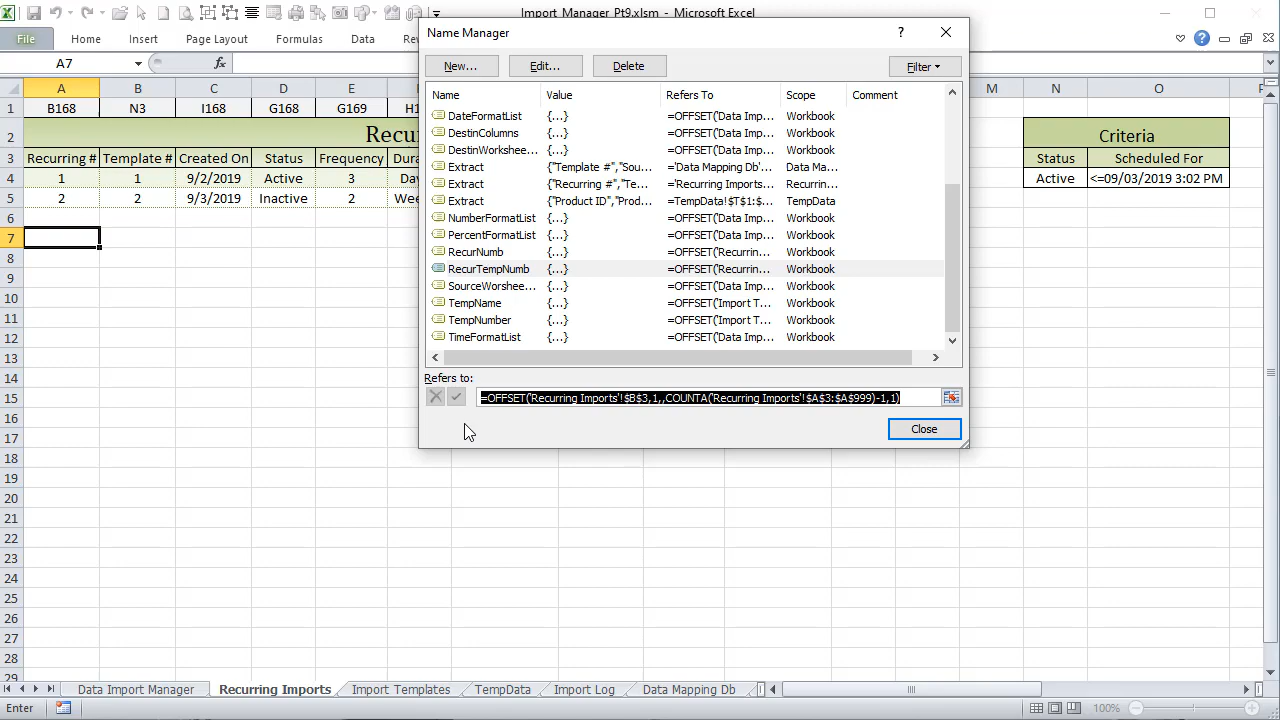 Import Manager Pt9.xlsm - Microsoft Excel
File Home Insert Page Layout Formulas Data
A7 fx
Name Manager ?
New... Edit... Delete Filter
Name Value Refers To Scope Comment
DateFormatList {...} =OFFSET('Data Imp... Workbook
DestinColumns {...} =OFFSET('Data Imp... Workbook
DestinWorkshee... {...} =OFFSET('Data Imp... Workbook
Extract {"Template #","Sou... ='Data Mapping Db'... Data Ma...
Extract {"Recurring #","Te... ='Recurring Imports... Recurrin...
Extract {"Product ID","Prod... =TempData!$T$1:$... TempData
NumberFormatList {...} =OFFSET('Data Imp... Workbook
PercentFormatList {...} =OFFSET('Data Imp... Workbook
RecurNumb {...} =OFFSET('Recurrin... Workbook
RecurTempNumb {...} =OFFSET('Recurrin... Workbook
SourceWorshee... {...} =OFFSET('Data Imp... Workbook
TempName {...} =OFFSET('Import T... Workbook
TempNumber {...} =OFFSET('Import T... Workbook
TimeFormatList {...} =OFFSET('Data Imp... Workbook
Refers to:
=OFFSET('Recurring Imports'!$B$3,1,,COUNTA('Recurring Imports'!$A$3:$A$999)-1,1)
Close
A B C D E M N O
1 B168 N3 I168 G168 G169
2 Recu Criteria
3 Recurring # Template # Created On Status Frequency Dura Status Scheduled For
4 1 1 9/2/2019 Active 3 Day Active <=09/03/2019 3:02 PM
5 2 2 9/3/2019 Inactive 2 Wee
6
7
8
9
10
11
12
13
14
15
16
17
18
19
20
21
22
23
24
25
26
27
28
29
Data Import Manager Recurring Imports Import Templates TempData Import Log Data Mapping Db
Enter 100%